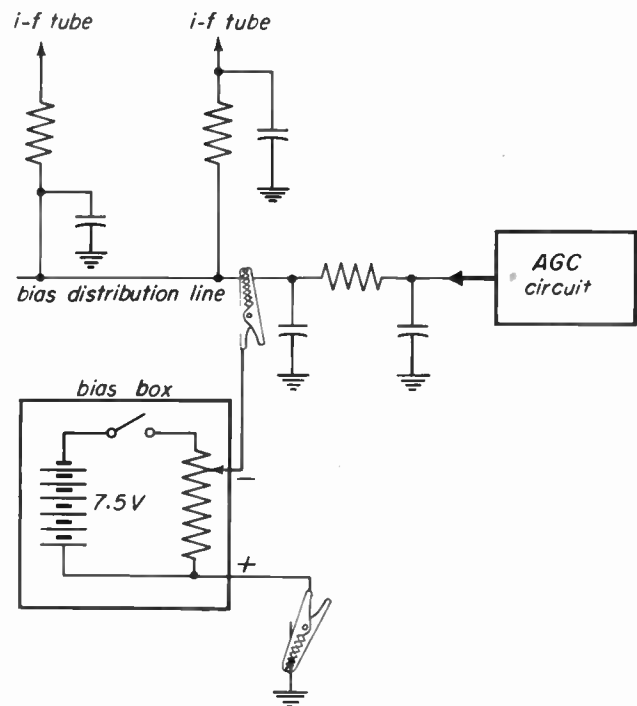 i-f tube
i-f tube
bias distribution line
AGC
circuit
bias box
7.5V
−
+